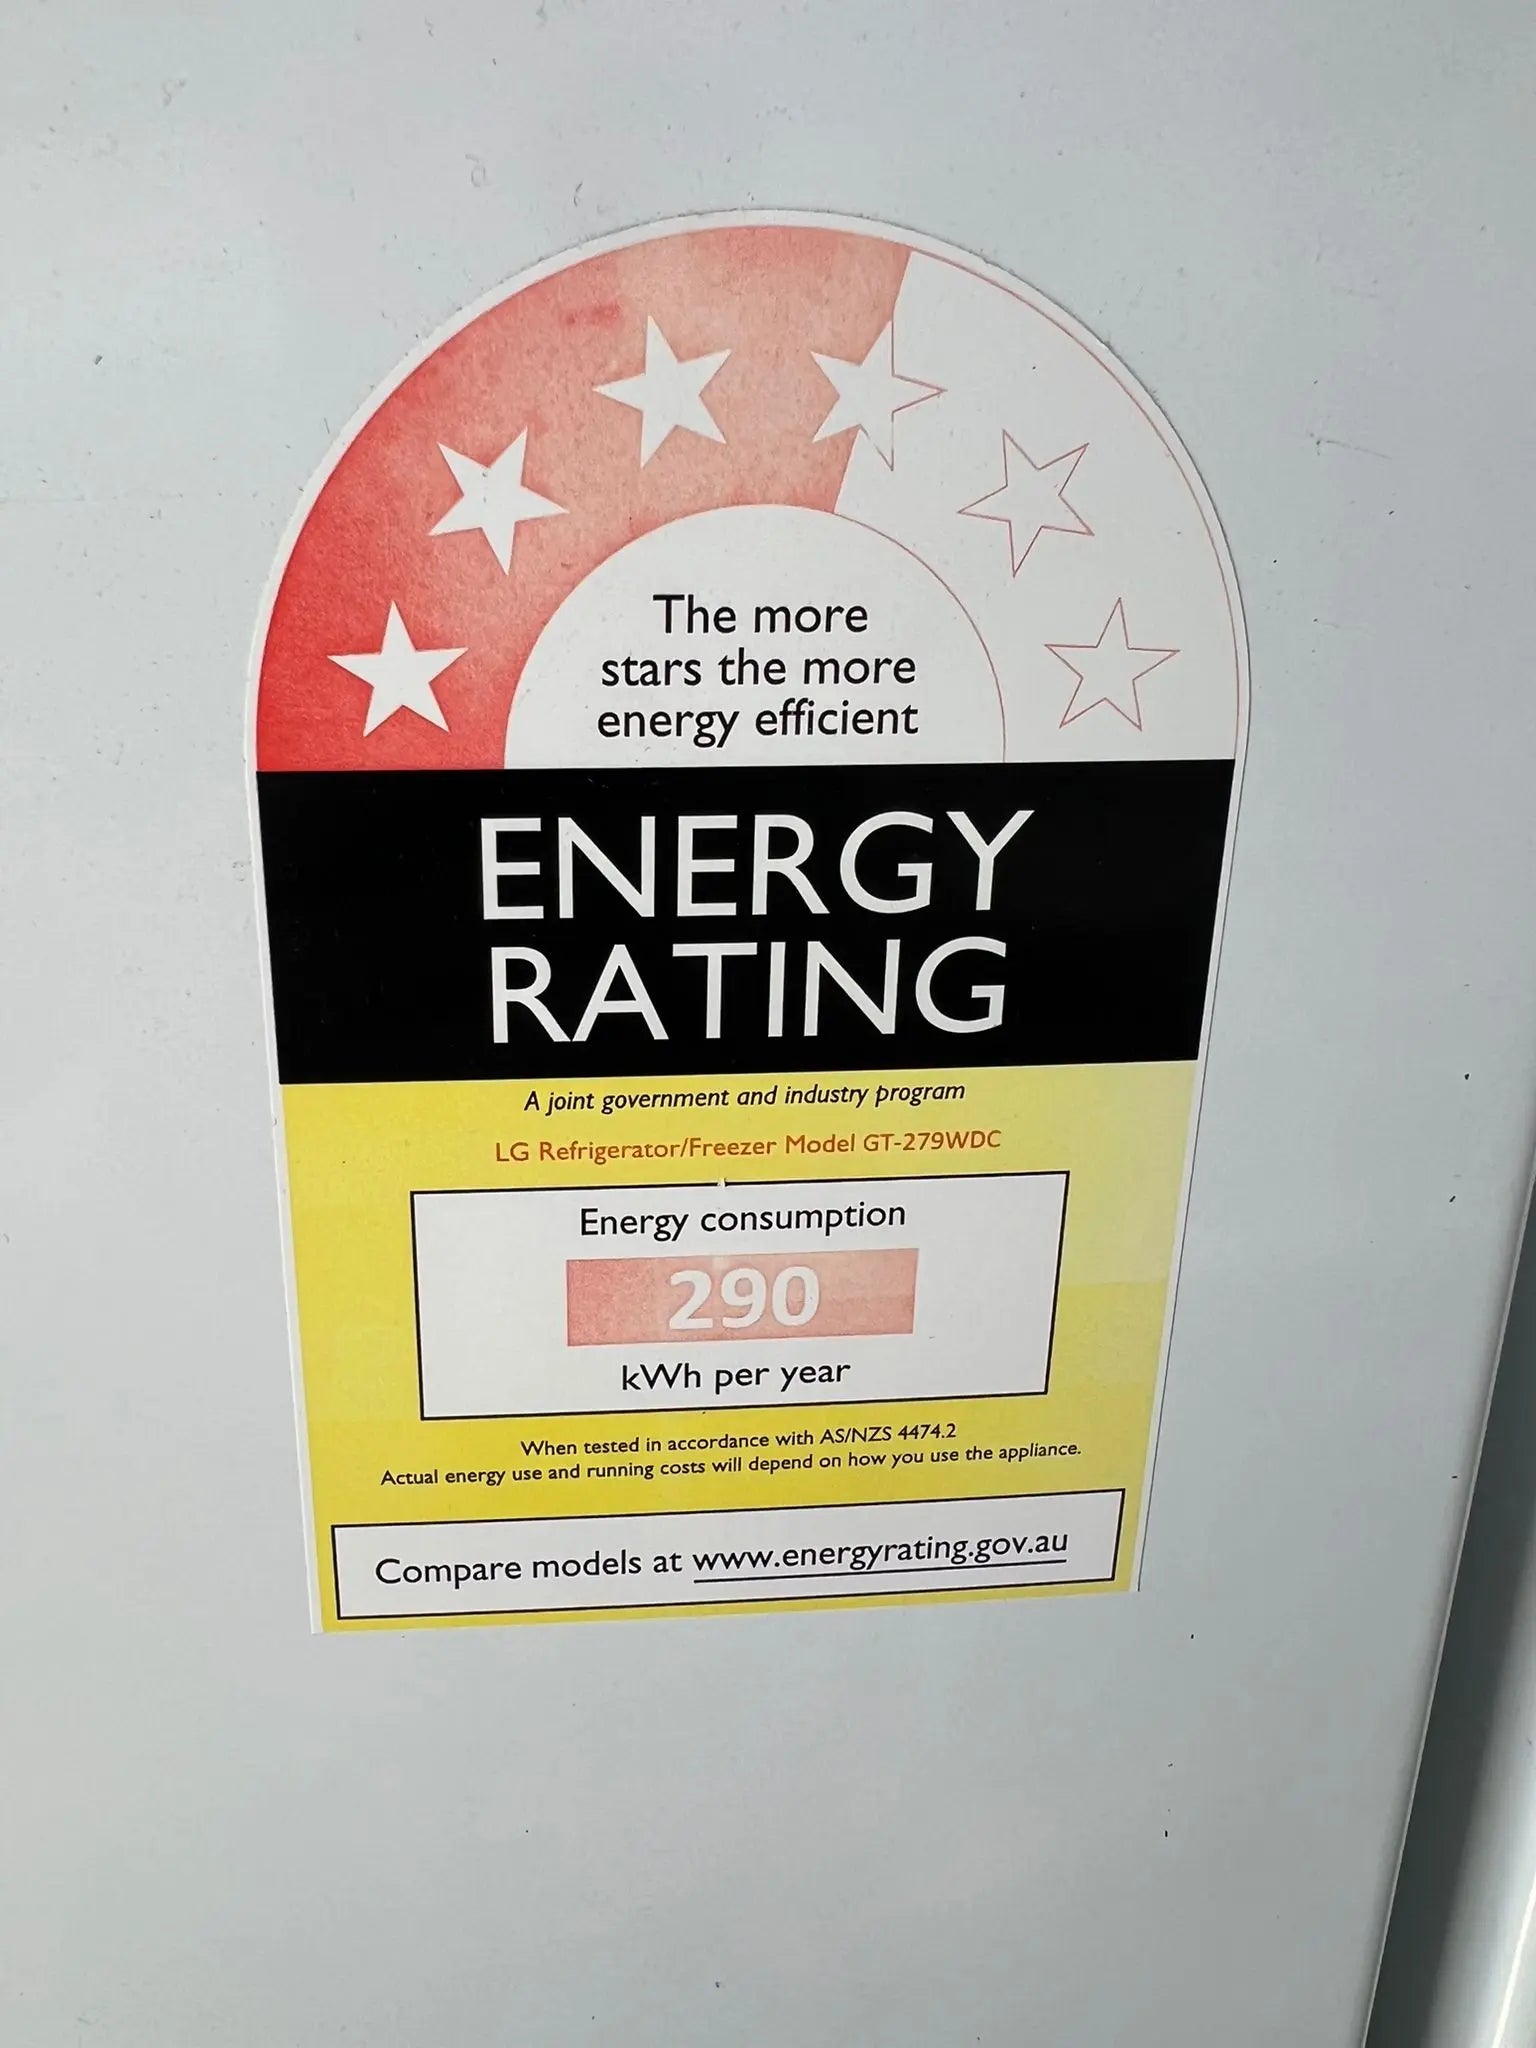 The more
stars the more
energy efficient
ENERGY
RATING
A joint government and industry program
LG Refrigerator/Freezer Model GT-279WDC
Energy consumption
290
kWh per year
When tested in accordance with AS/NZS 4474.2
Actual energy use and running costs will depend on how you use the appliance.
Compare models at www.energyrating.gov.au